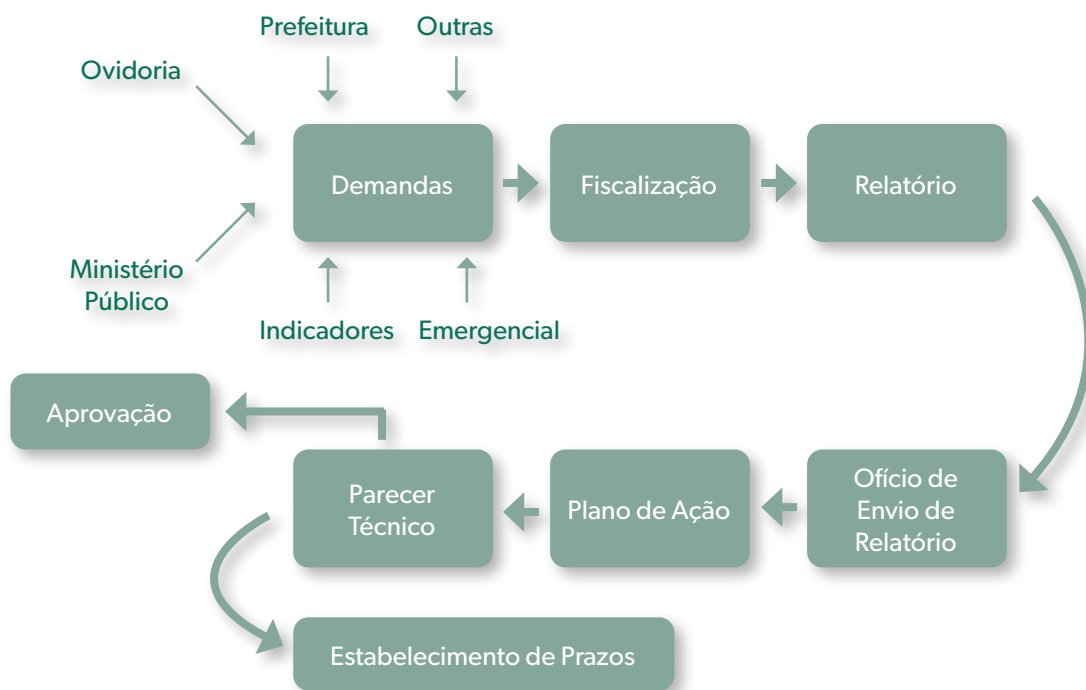 Prefeitura
Outras
Ovidoria
Demandas
Fiscalização
Relatório
Ministério
Público
Indicadores
Emergencial
Aprovação
Parecer
Técnico
Plano de Ação
Ofício de
Envio de
Relatório
Estabelecimento de Prazos